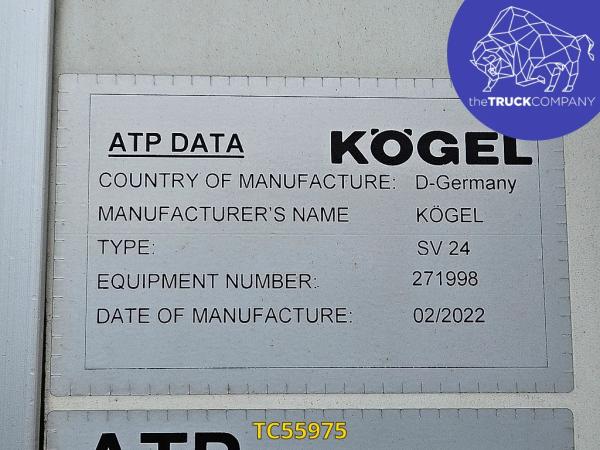 theTRUCKCOMPANY
ATP DATA KÖGEL
COUNTRY OF MANUFACTURE: D-Germany
MANUFACTURER'S NAME KÖGEL
TYPE: SV 24
EQUIPMENT NUMBER: 271998
DATE OF MANUFACTURE: 02/2022
ATP
TC55975